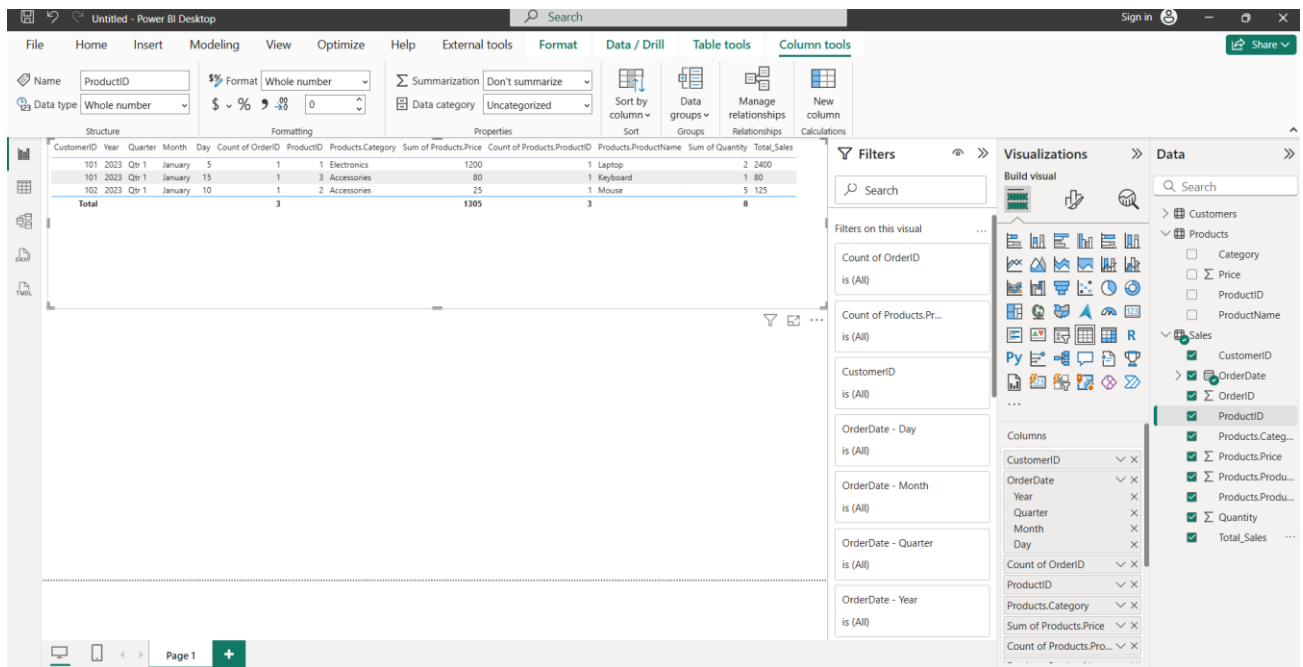 Untitled - Power BI Desktop
Search
Sign in
File Home Insert Modeling View Optimize Help External tools Format Data / Drill Table tools Column tools
Share
Name ProductID
Data type Whole number
Structure
Format Whole number
$ % 0
Formatting
Summarization Don't summarize
Data category Uncategorized
Properties
Sort by column
Sort
Data groups
Groups
Manage relationships
Relationships
New column
Calculations
CustomerID Year Quarter Month Day Count of OrderID ProductID Products.Category Sum of Products.Price Count of Products.ProductID Products.ProductName Sum of Quantity Total_Sales
101 2023 Qtr 1 January 5 1 1 Electronics 1200 1 Laptop 2 2400
101 2023 Qtr 1 January 15 1 3 Accessories 80 1 Keyboard 1 80
102 2023 Qtr 1 January 10 1 2 Accessories 25 1 Mouse 5 125
Total 3 1305 3 8
Filters
Search
Filters on this visual
Count of OrderID
is (All)
Count of Products.Pr...
is (All)
CustomerID
is (All)
OrderDate - Day
is (All)
OrderDate - Month
is (All)
OrderDate - Quarter
is (All)
OrderDate - Year
is (All)
Visualizations
Build visual
123
R
Py
Columns
CustomerID
OrderDate
Year
Quarter
Month
Day
Count of OrderID
ProductID
Products.Category
Sum of Products.Price
Count of Products.Pro...
Data
Search
Customers
Products
Category
Price
ProductID
ProductName
Sales
CustomerID
OrderDate
OrderID
ProductID
Products.Categ...
Products.Price
Products.Produ...
Products.Produ...
Quantity
Total_Sales
TMDL
Page 1